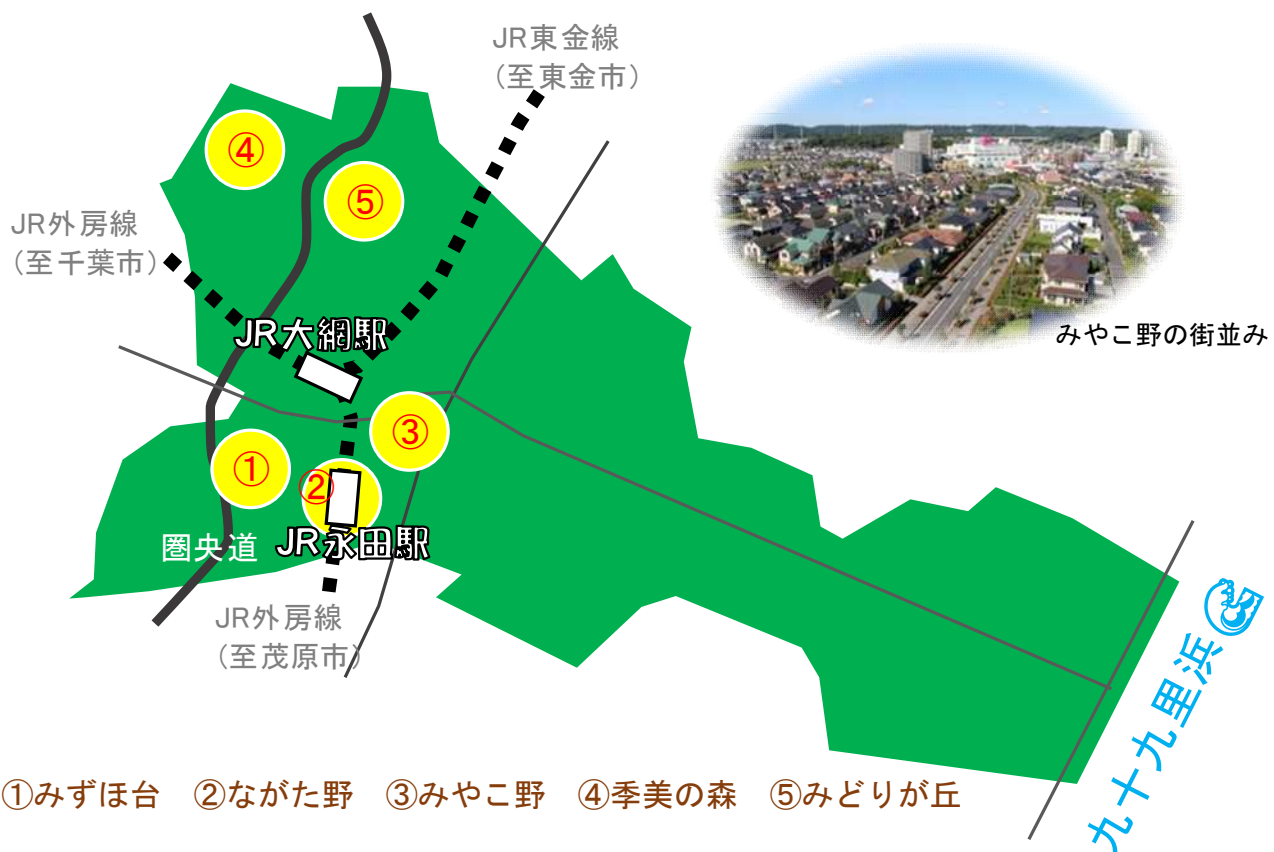 JR東金線
(至東金市)
④
⑤
JR外房線
(至千葉市)
JR大網駅
みやこ野の街並み
③
①
②
圏央道
JR永田駅
JR外房線
(至茂原市)
九十九里浜
①みずほ台 ②ながた野 ③みやこ野 ④季美の森 ⑤みどりが丘